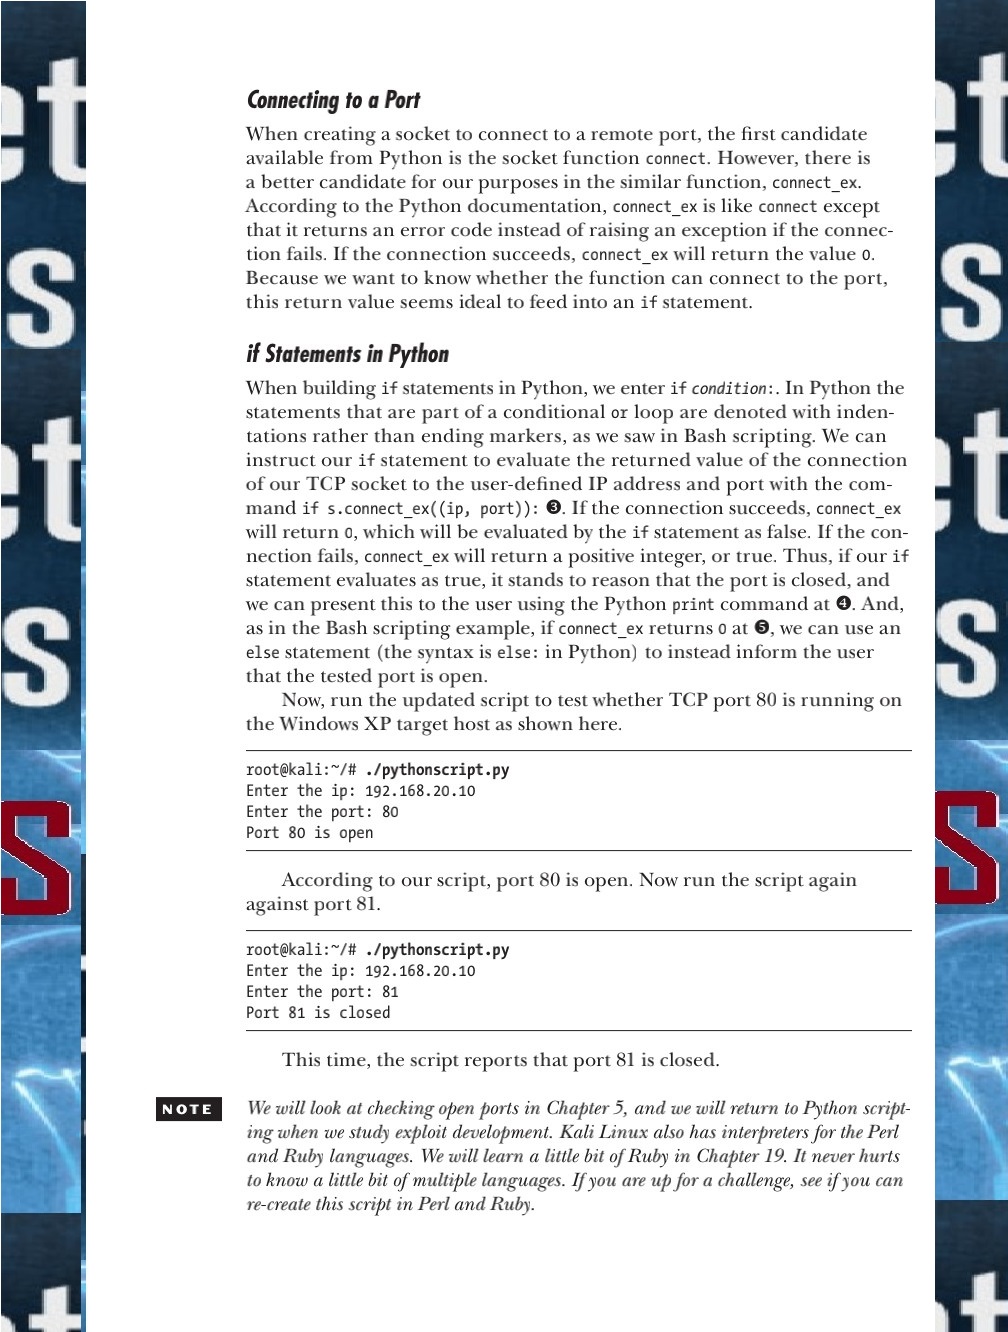 Connecting to a Port
When creating a socket to connect to a remote port, the first candidate
available from Python is the socket function connect. However, there is
a better candidate for our purposes in the similar function, connect_ex.
According to the Python documentation, connect_ex is like connect except
that it returns an error code instead of raising an exception if the connec-
tion fails. If the connection succeeds, connect_ex will return the value 0.
Because we want to know whether the function can connect to the port,
this return value seems ideal to feed into an if statement.
if Statements in Python
When building if statements in Python, we enter if condition:. In Python the
statements that are part of a conditional or loop are denoted with inden-
tations rather than ending markers, as we saw in Bash scripting. We can
instruct our if statement to evaluate the returned value of the connection
of our TCP socket to the user-defined IP address and port with the com-
mand if s.connect_ex((ip, port)): ❸. If the connection succeeds, connect_ex
will return 0, which will be evaluated by the if statement as false. If the con-
nection fails, connect_ex will return a positive integer, or true. Thus, if our if
statement evaluates as true, it stands to reason that the port is closed, and
we can present this to the user using the Python print command at ❹. And,
as in the Bash scripting example, if connect_ex returns 0 at ❺, we can use an
else statement (the syntax is else: in Python) to instead inform the user
that the tested port is open.
Now, run the updated script to test whether TCP port 80 is running on
the Windows XP target host as shown here.
root@kali:~/# ./pythonscript.py
Enter the ip: 192.168.20.10
Enter the port: 80
Port 80 is open
According to our script, port 80 is open. Now run the script again
against port 81.
root@kali:~/# ./pythonscript.py
Enter the ip: 192.168.20.10
Enter the port: 81
Port 81 is closed
This time, the script reports that port 81 is closed.
NOTE
We will look at checking open ports in Chapter 5, and we will return to Python script-
ing when we study exploit development. Kali Linux also has interpreters for the Perl
and Ruby languages. We will learn a little bit of Ruby in Chapter 19. It never hurts
to know a little bit of multiple languages. If you are up for a challenge, see if you can
re-create this script in Perl and Ruby.